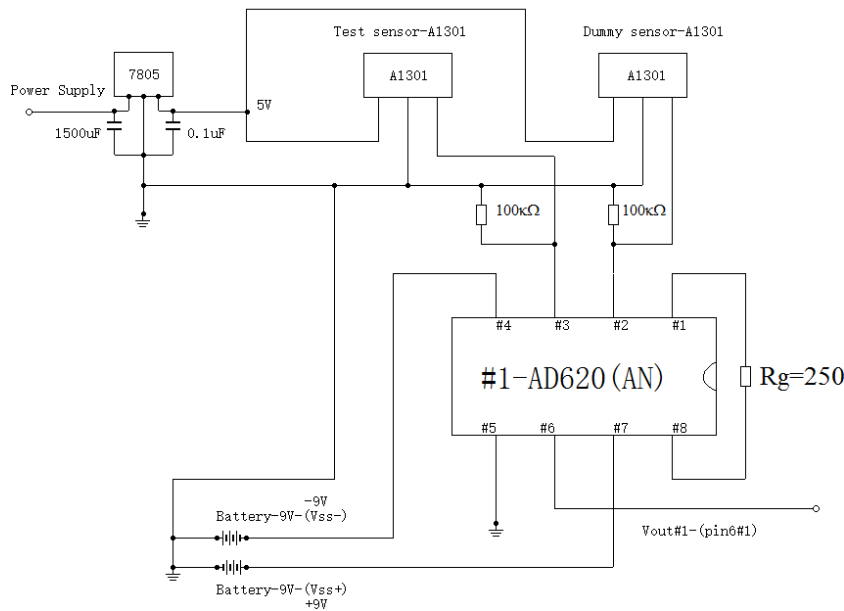 Test sensor-A1301
Dummy sensor-A1301
7805
A1301
A1301
Power Supply
5V
1500uF
0.1uF
100κΩ
100κΩ
#4
#3
#2
#1
#1-AD620(AN)
Rg=250
#5
#6
#7
#8
-9V
Battery-9V-(Vss-)
Vout#1-(pin6#1)
Battery-9V-(Vss+)
+9V